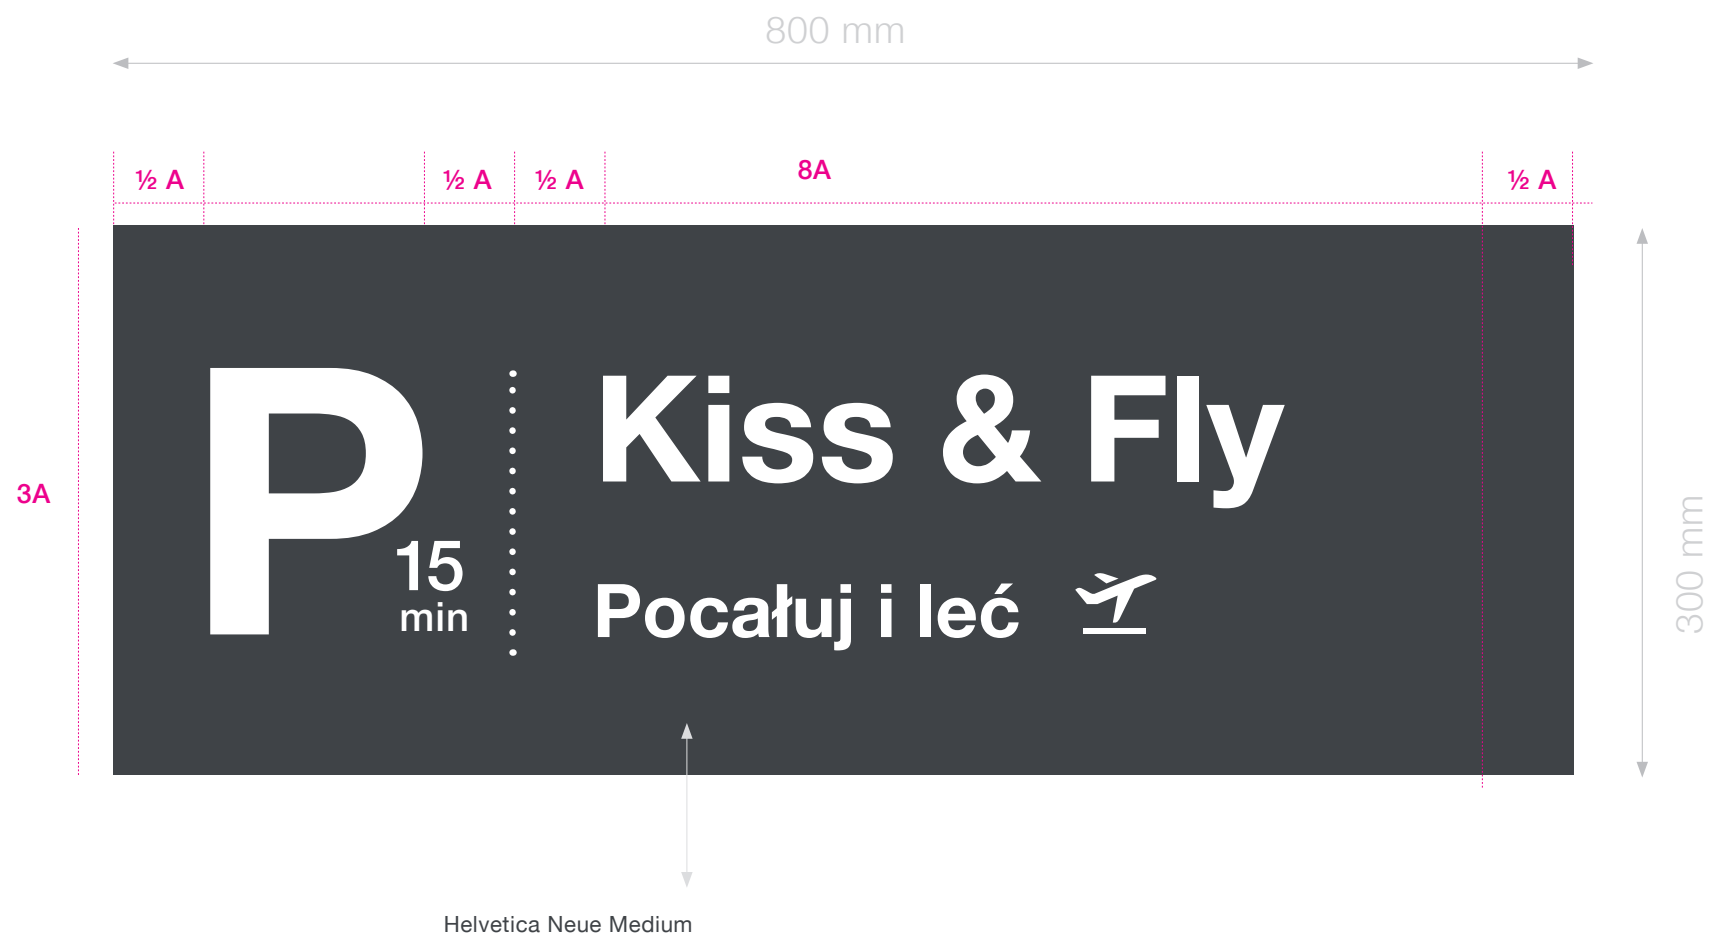 800 mm
½ A
½ A
½ A
8A
½ A
3A
P
15
min
Kiss & Fly
Pocałuj i leć
300 mm
Helvetica Neue Medium